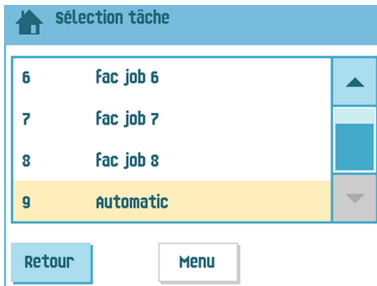 Sélection tâche
6 fac job 6
7 fac job 7
8 fac job 8
9 Automatic
Retour Menu